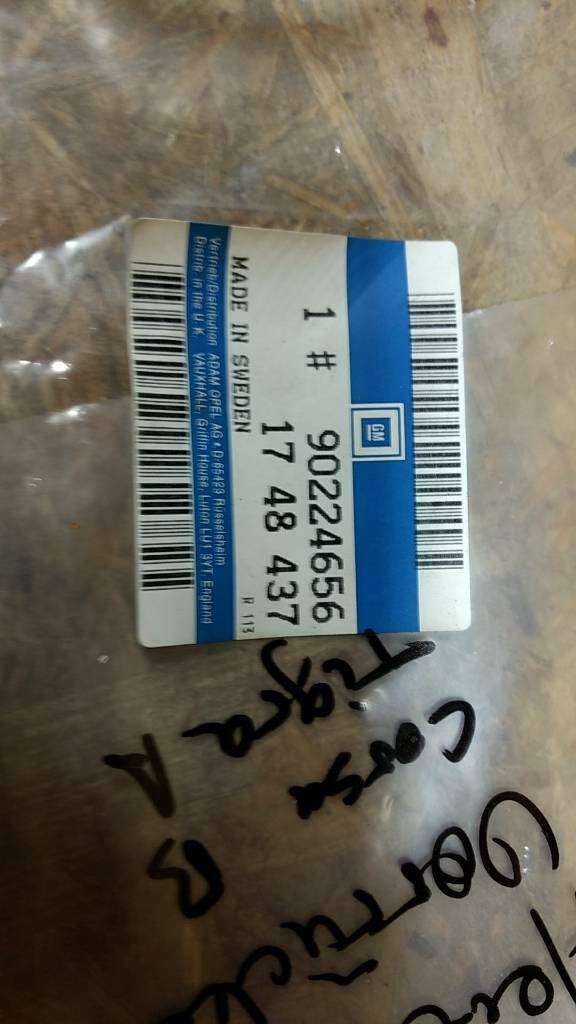 GM
1 # 90224656
17 48 437
MADE IN SWEDEN
R 113
Vertrieb/Distribution ADAM OPEL AG • D-65423 Rüsselsheim
Distrib. in the U.K. VAUXHALL, Griffin House, Luton LU1 3YT, England
Corsa B
Tigra A